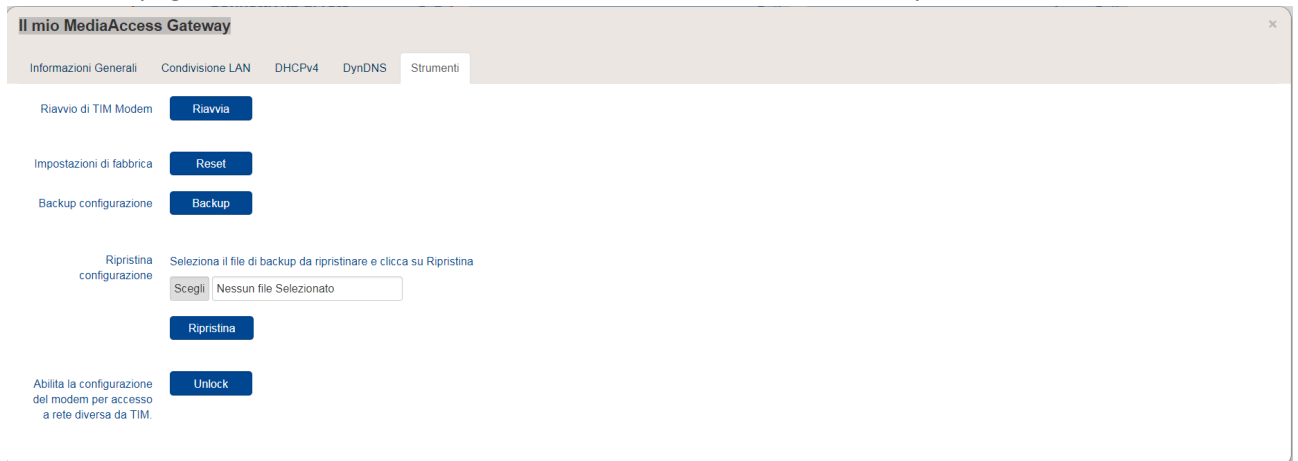 Il mio MediaAccess Gateway
×
Informazioni Generali Condivisione LAN DHCPv4 DynDNS Strumenti
Riavvio di TIM Modem Riavvia
Impostazioni di fabbrica Reset
Backup configurazione Backup
Ripristina
configurazione
Seleziona il file di backup da ripristinare e clicca su Ripristina
Scegli Nessun file Selezionato
Ripristina
Abilita la configurazione
del modem per accesso
a rete diversa da TIM.
Unlock